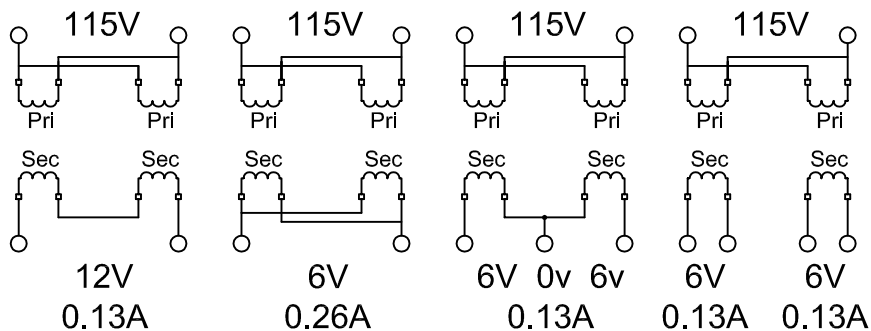 115V 115V 115V 115V
Pri Pri Pri Pri Pri Pri Pri Pri
Sec Sec Sec Sec Sec Sec Sec Sec
12V 6V 6V 0v 6v 6V 6V
0.13A 0.26A 0.13A 0.13A 0.13A